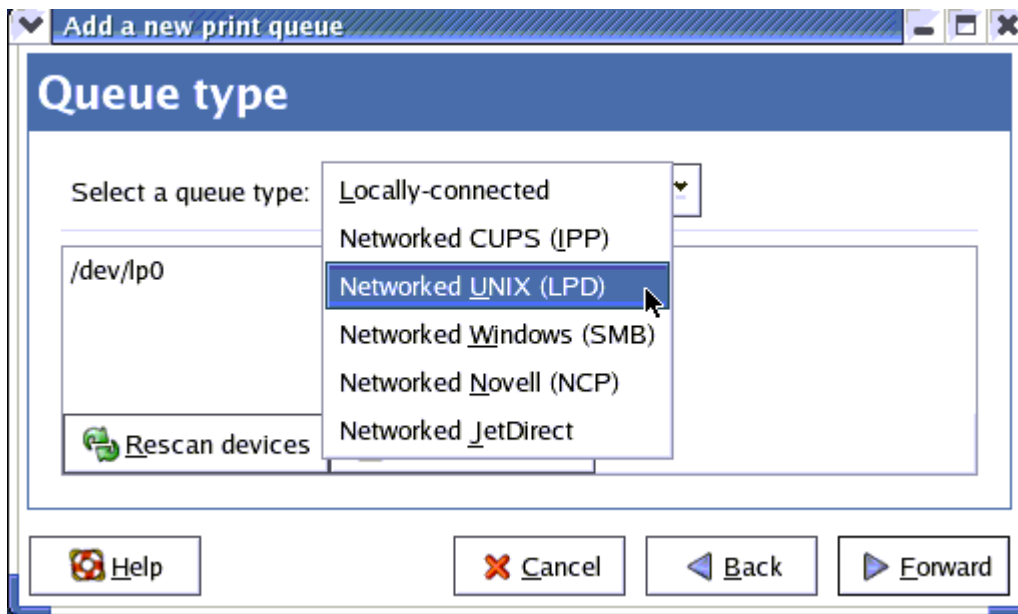 Add a new print queue
Queue type
Select a queue type:
Locally-connected
Networked CUPS (IPP)
Networked UNIX (LPD)
Networked Windows (SMB)
Networked Novell (NCP)
Networked JetDirect
/dev/lp0
Rescan devices
Help
Cancel
Back
Forward